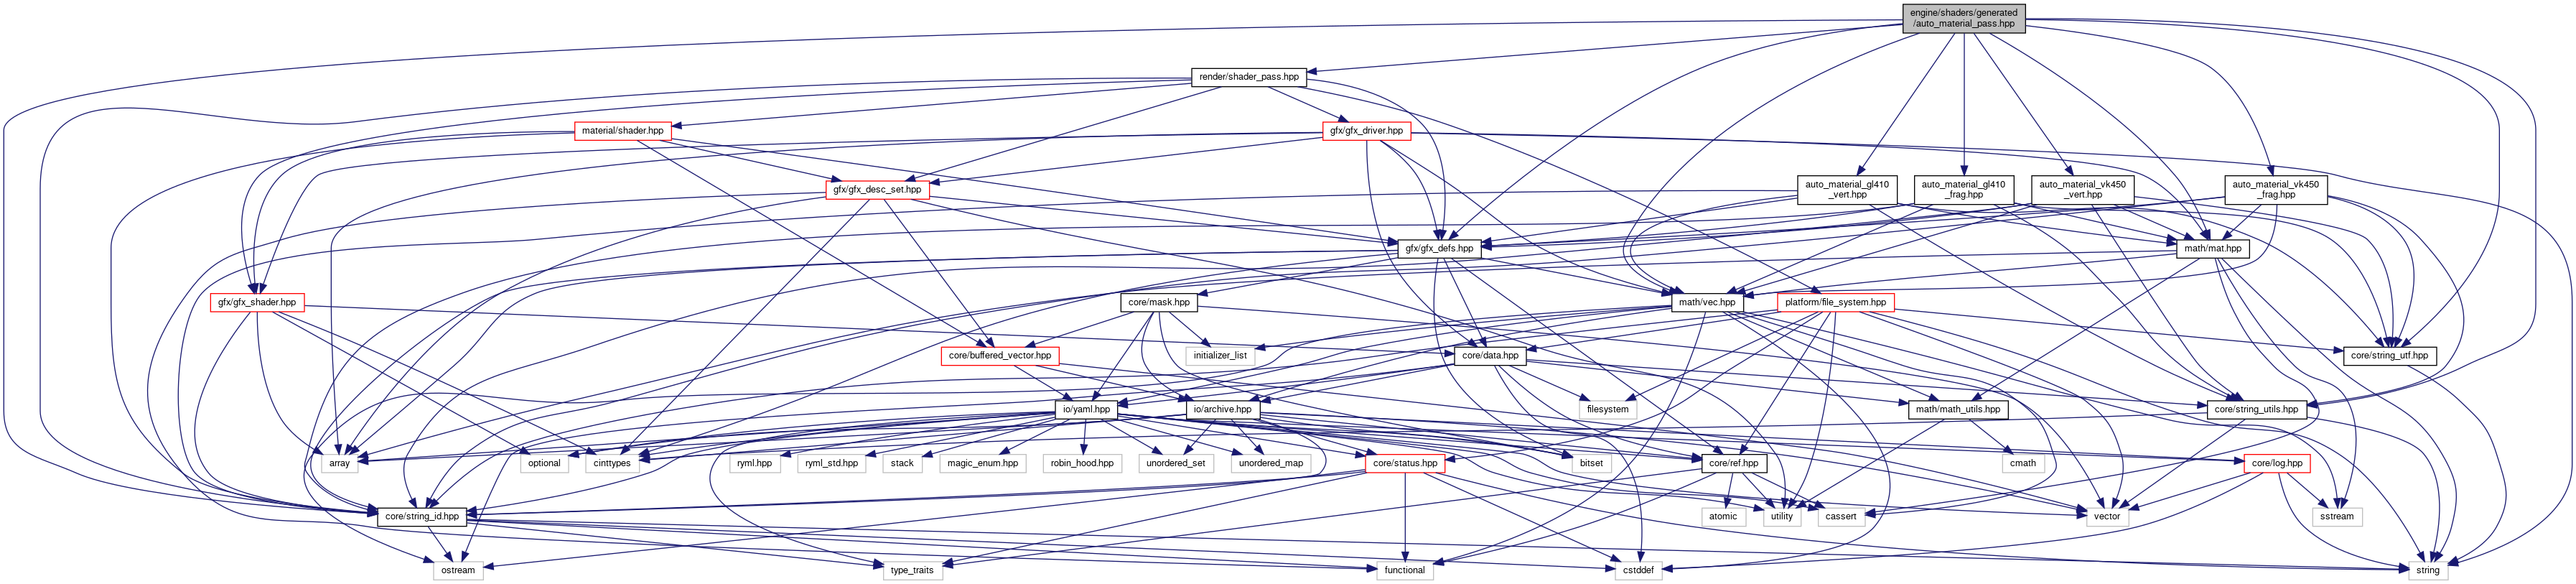 engine/shaders/generated
/auto_material_pass.hpp
render/shader_pass.hpp
material/shader.hpp
gfx/gfx_driver.hpp
gfx/gfx_desc_set.hpp
auto_material_gl410
_vert.hpp
auto_material_gl410
_frag.hpp
auto_material_vk450
_vert.hpp
auto_material_vk450
_frag.hpp
gfx/gfx_defs.hpp
math/mat.hpp
gfx/gfx_shader.hpp
core/mask.hpp
math/vec.hpp
platform/file_system.hpp
core/buffered_vector.hpp
initializer_list
core/data.hpp
core/string_utf.hpp
io/yaml.hpp
io/archive.hpp
filesystem
math/math_utils.hpp
core/string_utils.hpp
array
optional
cinttypes
ryml.hpp
ryml_std.hpp
stack
magic_enum.hpp
robin_hood.hpp
unordered_set
unordered_map
core/status.hpp
bitset
core/ref.hpp
cmath
core/log.hpp
core/string_id.hpp
atomic
utility
cassert
vector
sstream
ostream
type_traits
functional
cstddef
string